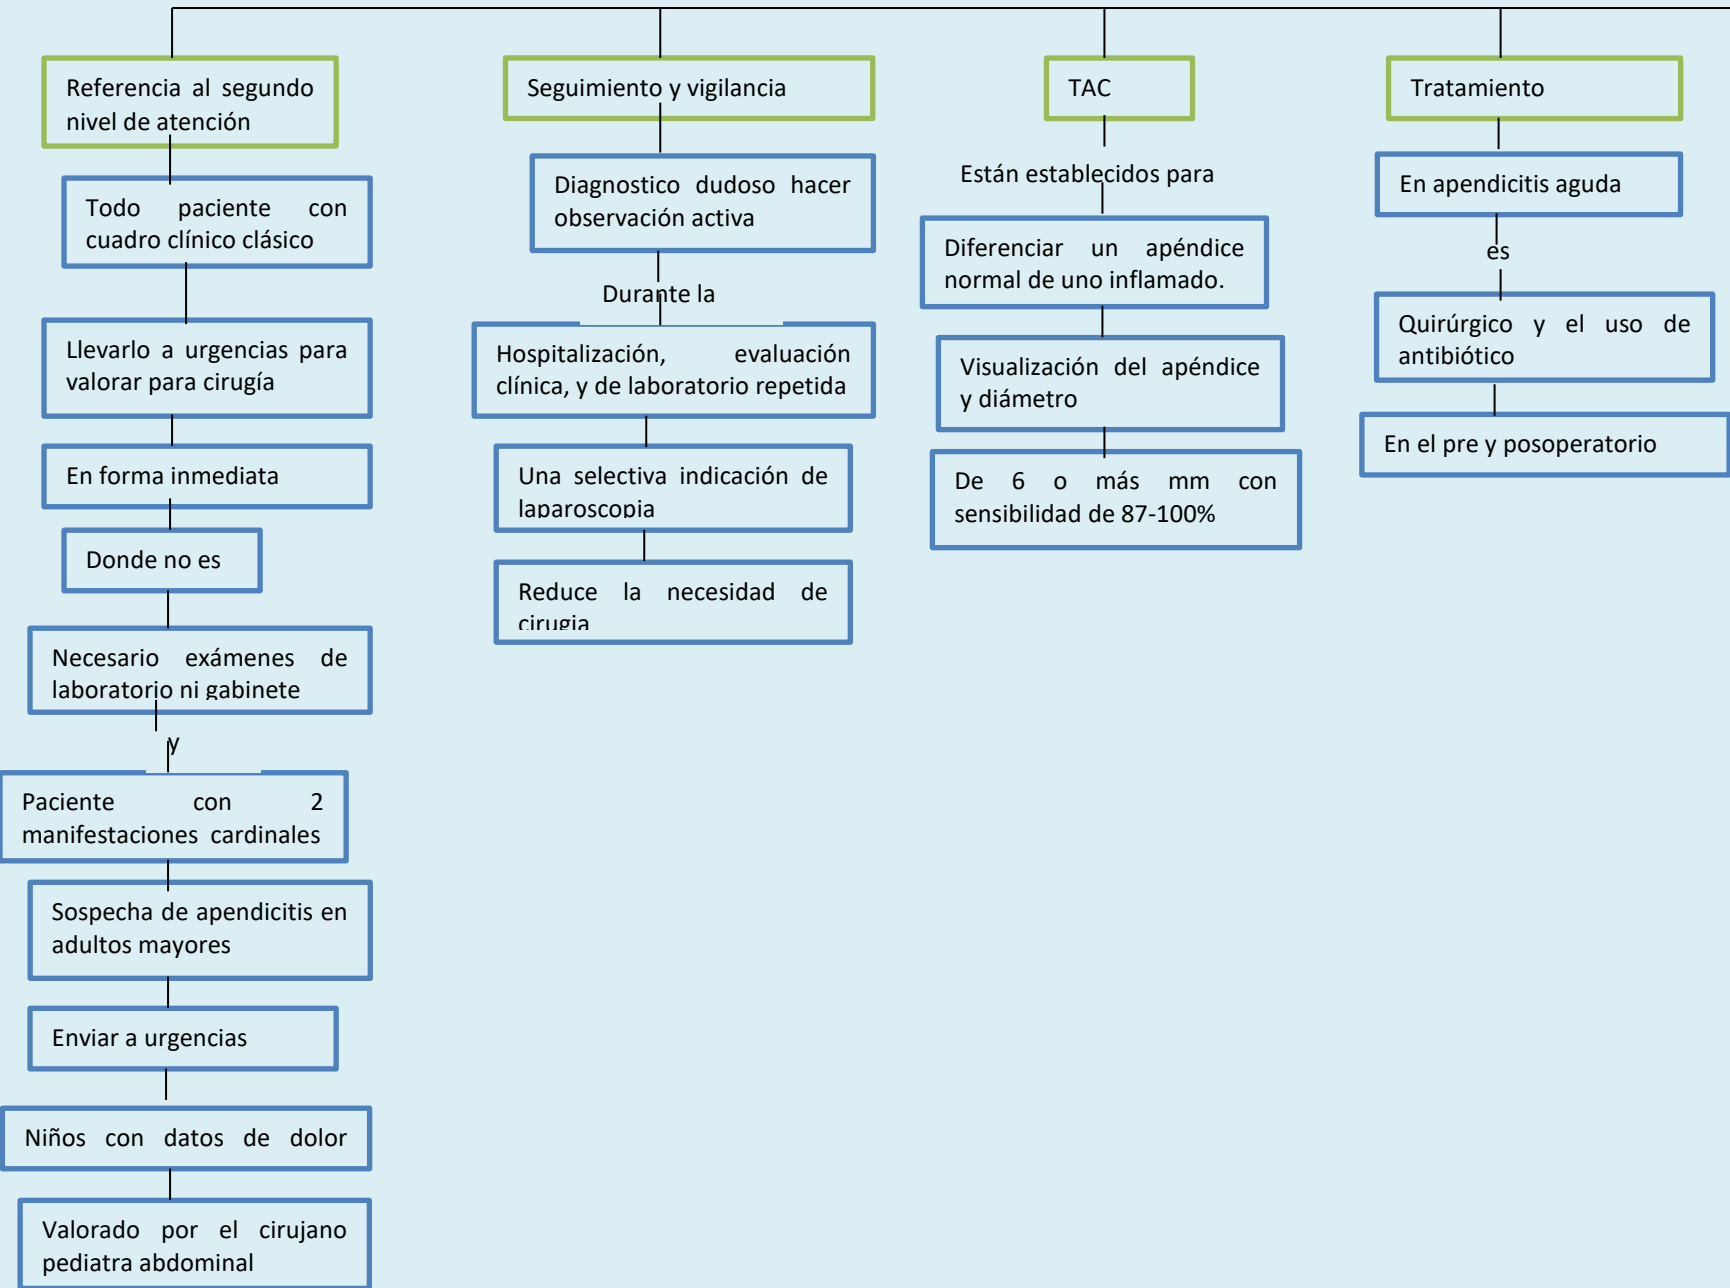 Referencia al segundo
nivel de atención
Todo paciente con
cuadro clínico clásico
Llevarlo a urgencias para
valorar para cirugía
En forma inmediata
Donde no es
Necesario exámenes de
laboratorio ni gabinete
y
Paciente con 2
manifestaciones cardinales
Sospecha de apendicitis en
adultos mayores
Enviar a urgencias
Niños con datos de dolor
Valorado por el cirujano
pediatra abdominal
Seguimiento y vigilancia
Diagnostico dudoso hacer
observación activa
Durante la
Hospitalización, evaluación
clínica, y de laboratorio repetida
Una selectiva indicación de
laparoscopia
Reduce la necesidad de
cirugia
TAC
Están establecidos para
Diferenciar un apéndice
normal de uno inflamado.
Visualización del apéndice
y diámetro
De 6 o más mm con
sensibilidad de 87-100%
Tratamiento
En apendicitis aguda
es
Quirúrgico y el uso de
antibiótico
En el pre y posoperatorio